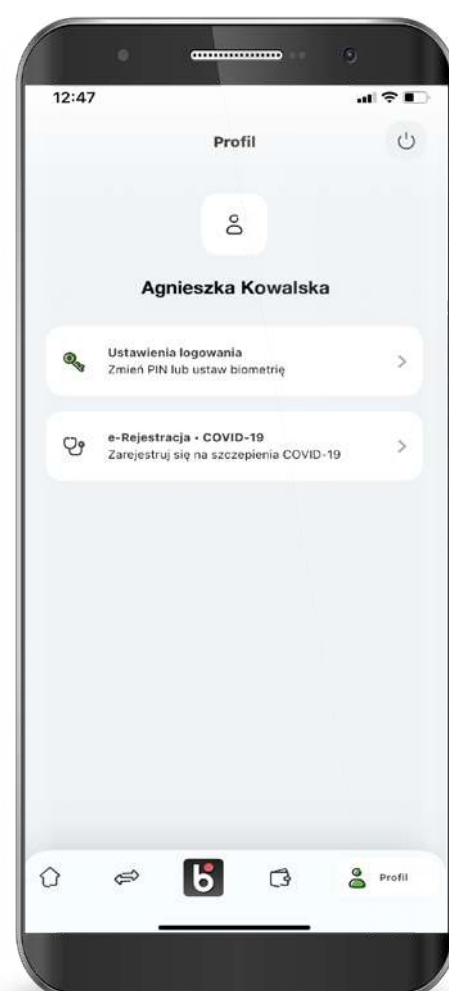 12:47
Profil
Agnieszka Kowalska
Ustawienia logowania
Zmień PIN lub ustaw biometrię
e-Rejestracja • COVID-19
Zarejestruj się na szczepienia COVID-19
b
Profil